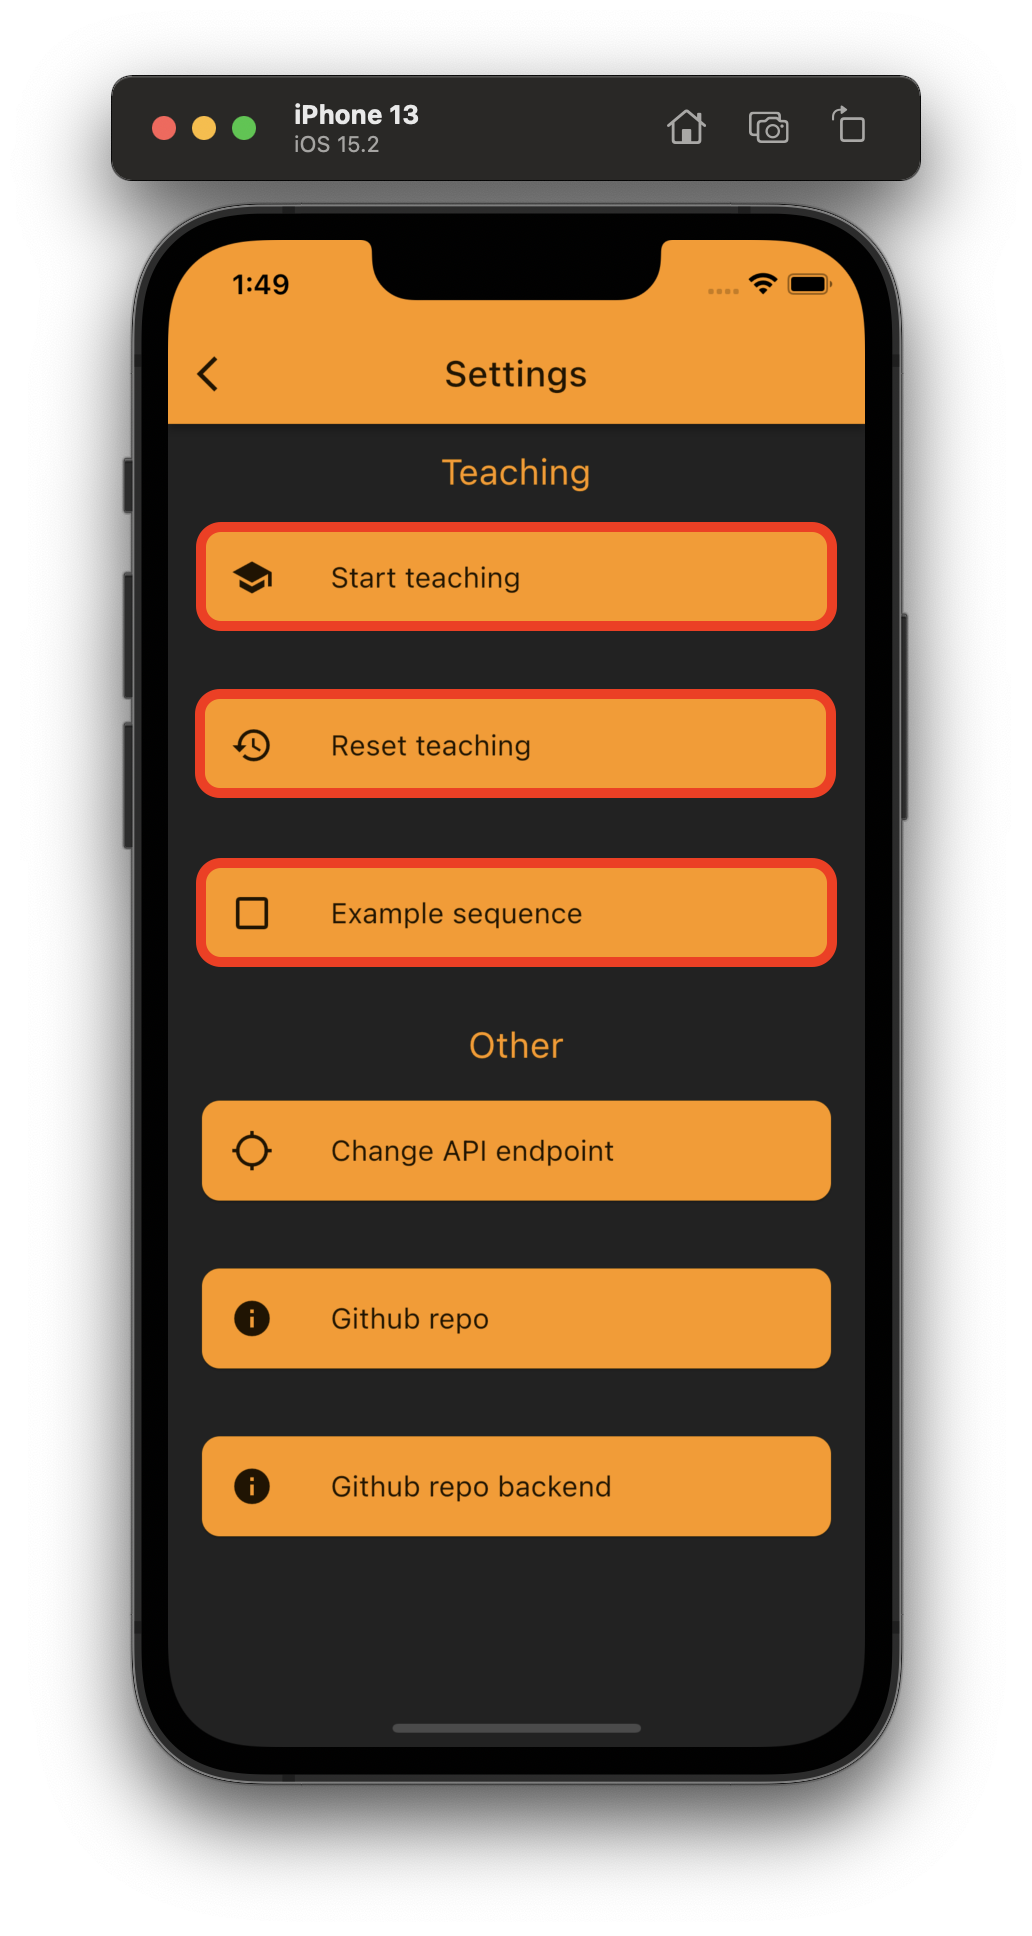 iPhone 13
iOS 15.2
1:49
Settings
Teaching
Start teaching
Reset teaching
Example sequence
Other
Change API endpoint
Github repo
Github repo backend